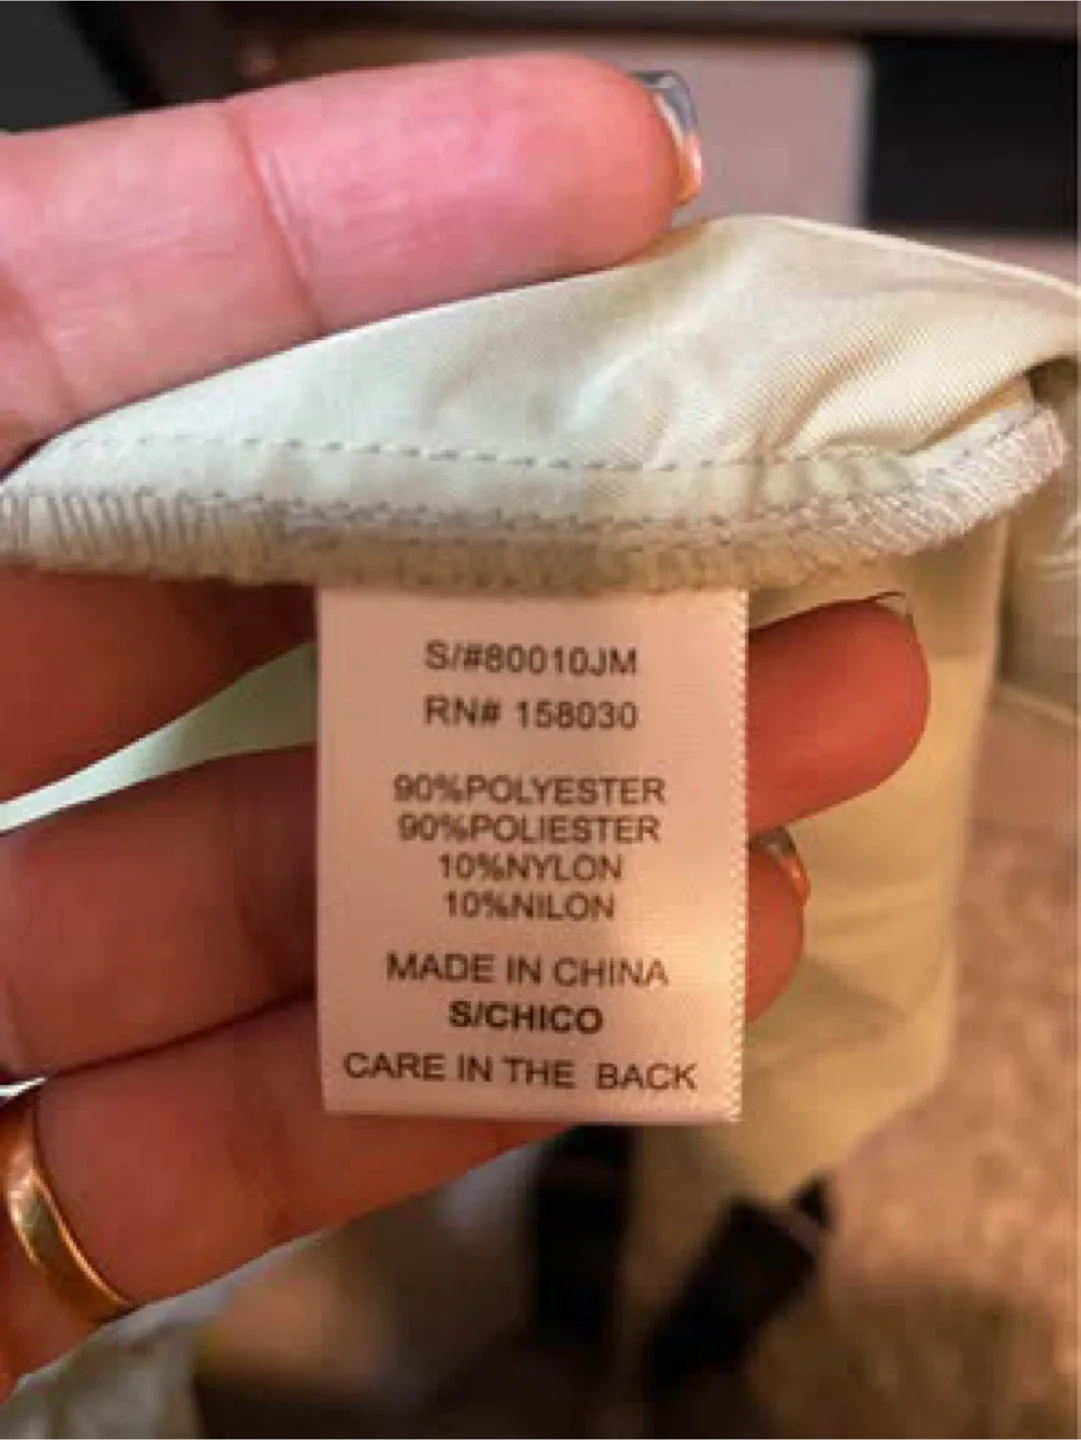 S/#80010JM
RN# 158030
90%POLYESTER
90%POLIESTER
10%NYLON
10%NILON
MADE IN CHINA
S/CHICO
CARE IN THE BACK